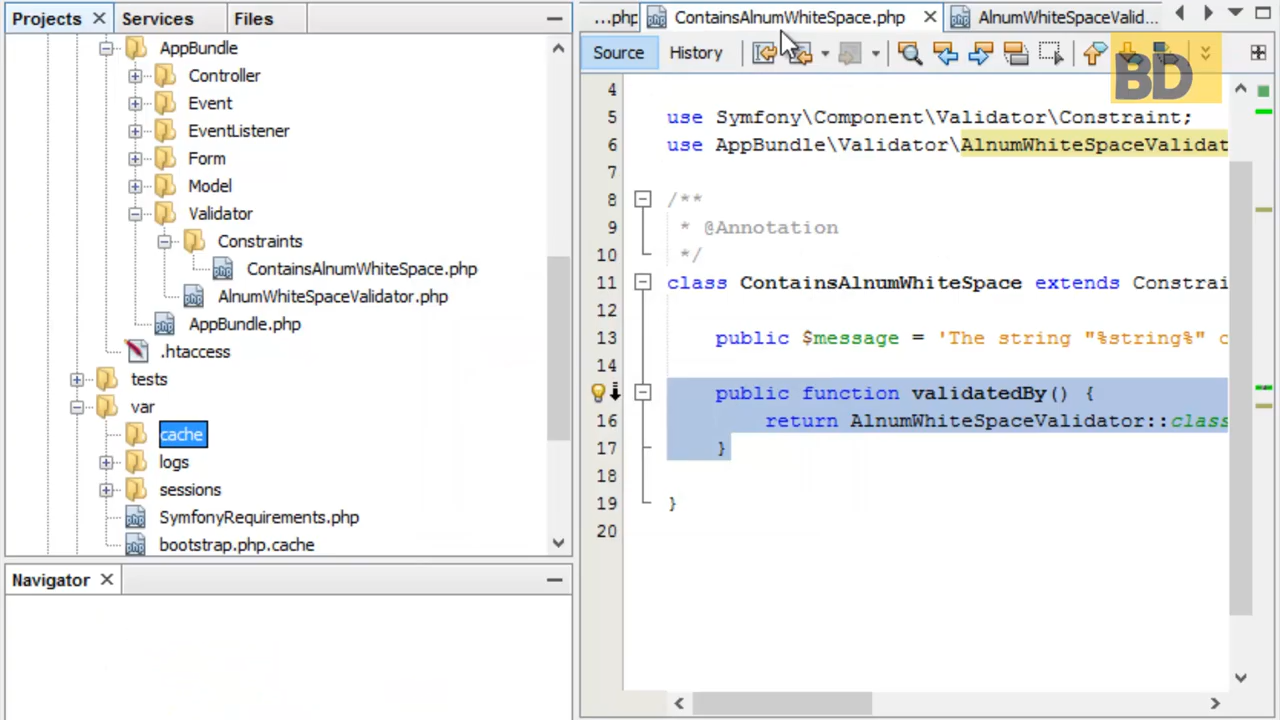 Projects
Services
Files
AppBundle
Controller
Event
EventListener
Form
Model
Validator
Constraints
ContainsAlnumWhiteSpace.php
AlnumWhiteSpaceValidator.php
AppBundle.php
.htaccess
tests
var
cache
logs
sessions
SymfonyRequirements.php
bootstrap.php.cache
Navigator
...php
ContainsAlnumWhiteSpace.php
AlnumWhiteSpaceValid...
Source
History
BD
4
5 use Symfony\Component\Validator\Constraint;
6 use AppBundle\Validator\AlnumWhiteSpaceValidat
7
8 /**
9 * @Annotation
10 */
11 class ContainsAlnumWhiteSpace extends Constrai
12
13 public $message = 'The string "%string%" c
14
public function validatedBy() {
16 return AlnumWhiteSpaceValidator::class
17 }
18
19 }
20